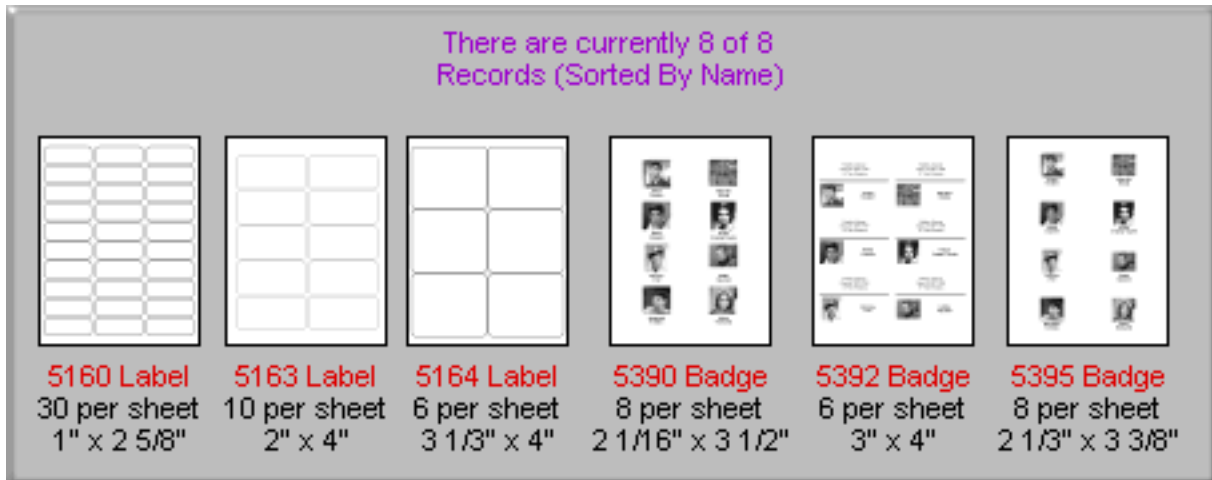 There are currently 8 of 8
Records (Sorted By Name)
5160 Label
30 per sheet
1" x 2 5/8"
5163 Label
10 per sheet
2" x 4"
5164 Label
6 per sheet
3 1/3" x 4"
5390 Badge
8 per sheet
2 1/16" x 3 1/2"
5392 Badge
6 per sheet
3" x 4"
5395 Badge
8 per sheet
2 1/3" x 3 3/8"